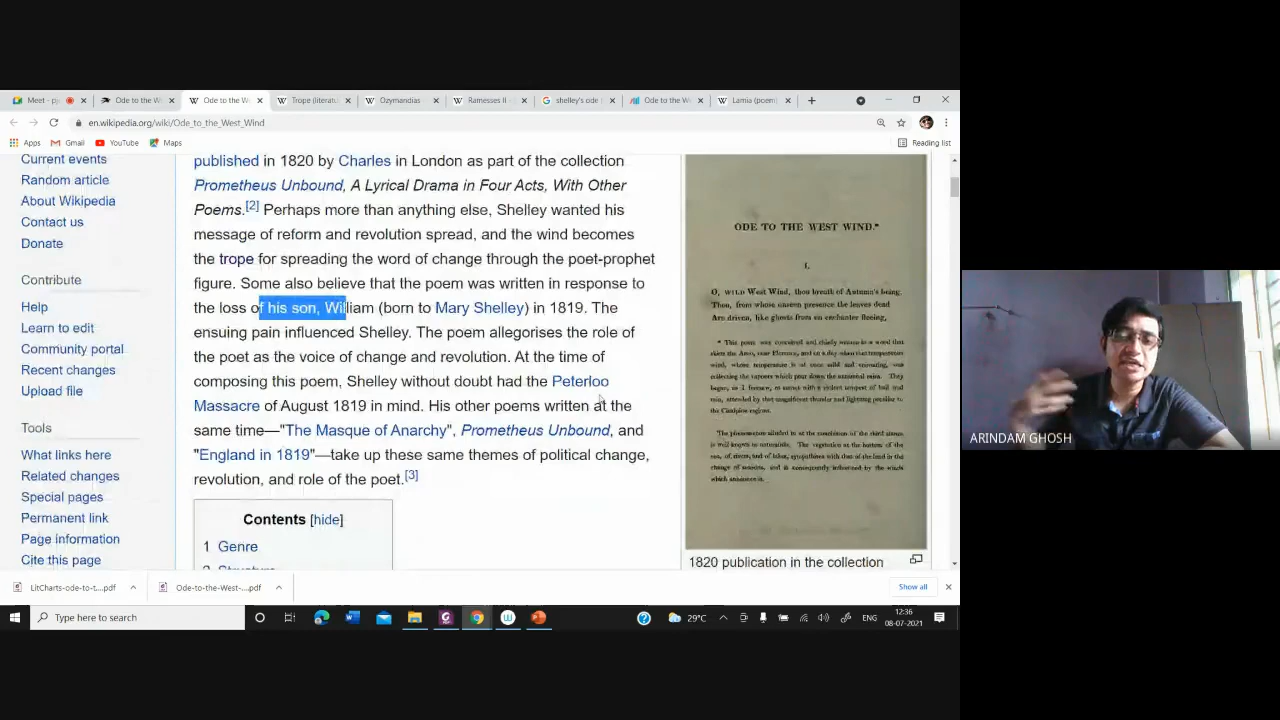 Meet - pj
Ode to the W
Ode to the W
Trope (literatu
Ozymandias
Ramesses II -
shelley's ode
Ode to the W
Lamia (poem)
en.wikipedia.org/wiki/Ode_to_the_West_Wind
Apps
Gmail
YouTube
Maps
Reading list
Current events
Random article
About Wikipedia
Contact us
Donate
Contribute
Help
Learn to edit
Community portal
Recent changes
Upload file
Tools
What links here
Related changes
Special pages
Permanent link
Page information
Cite this page
published in 1820 by Charles in London as part of the collection
Prometheus Unbound, A Lyrical Drama in Four Acts, With Other
Poems.[2] Perhaps more than anything else, Shelley wanted his
message of reform and revolution spread, and the wind becomes
the trope for spreading the word of change through the poet-prophet
figure. Some also believe that the poem was written in response to
the loss of his son, William (born to Mary Shelley) in 1819. The
ensuing pain influenced Shelley. The poem allegorises the role of
the poet as the voice of change and revolution. At the time of
composing this poem, Shelley without doubt had the Peterloo
Massacre of August 1819 in mind. His other poems written at the
same time—"The Masque of Anarchy", Prometheus Unbound, and
"England in 1819"—take up these same themes of political change,
revolution, and role of the poet.[3]
Contents [hide]
1 Genre
ODE TO THE WEST WIND.*
I.
O, WILD West Wind, thou breath of Autumn's being,
Thou, from whose unseen presence the leaves dead
Are driven, like ghosts from an enchanter fleeing,
1820 publication in the collection
ARINDAM GHOSH
LitCharts-ode-to-t....pdf
Ode-to-the-West-...pdf
Show all
Type here to search
29°C
ENG
12:36
08-07-2021